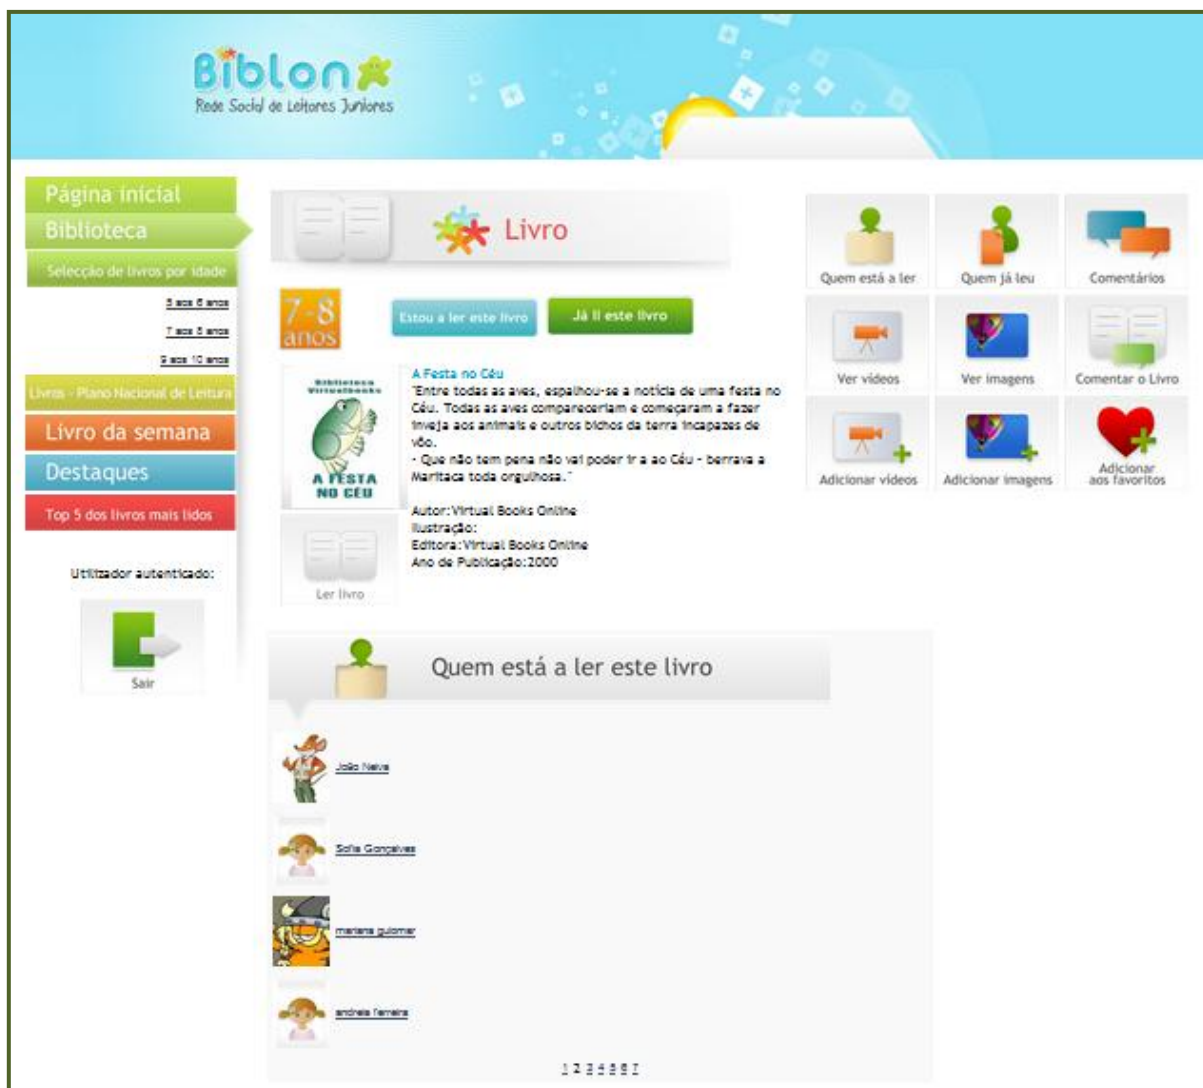 Biblon
Rede Social de Leitores Juniores
Página inicial
Biblioteca
Selecção de livros por idade
5 aos 6 anos
7 aos 8 anos
9 aos 10 anos
Livros - Plano Nacional de Leitura
Livro da semana
Destaques
Top 5 dos livros mais lidos
Utilizador autenticado:
Sair
Livro
7-8
anos
Estou a ler este livro
Já li este livro
Biblioteca
Virtualbooks
A FESTA
NO CÉU
Ler livro
A Festa no Céu
"Entre todas as aves, espalhou-se a notícia de uma festa no
Céu. Todas as aves compareceriam e começaram a fazer
inveja aos animais e outros bichos da terra incapazes de
vôo.
- Que não tem pena não vai poder ir a ao Céu - berrava a
Maritaca toda orgulhosa."
Autor:Virtual Books Online
Ilustração:
Editora:Virtual Books Online
Ano de Publicação:2000
Quem está a ler
Quem já leu
Comentários
Ver vídeos
Ver imagens
Comentar o Livro
Adicionar vídeos
Adicionar imagens
Adicionar
aos favoritos
Quem está a ler este livro
João Neiva
Sofia Gonçalves
mariana guiomar
andreia ferreira
1 2 3 4 5 6 7